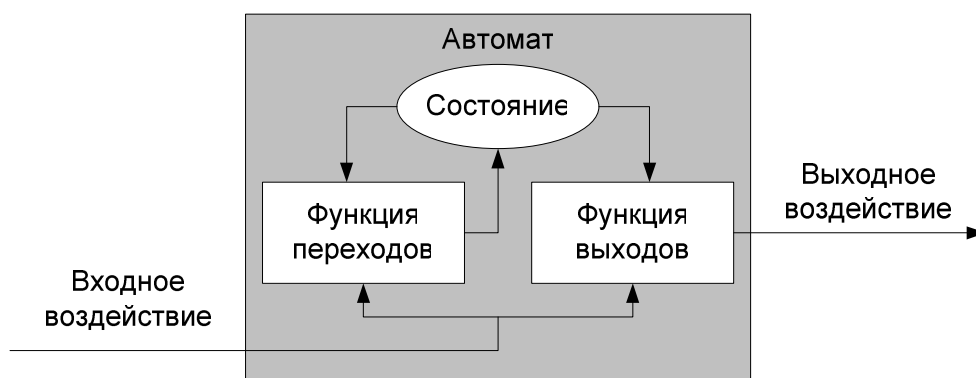 Автомат
Состояние
Функция
переходов
Функция
выходов
Выходное
воздействие
Входное
воздействие